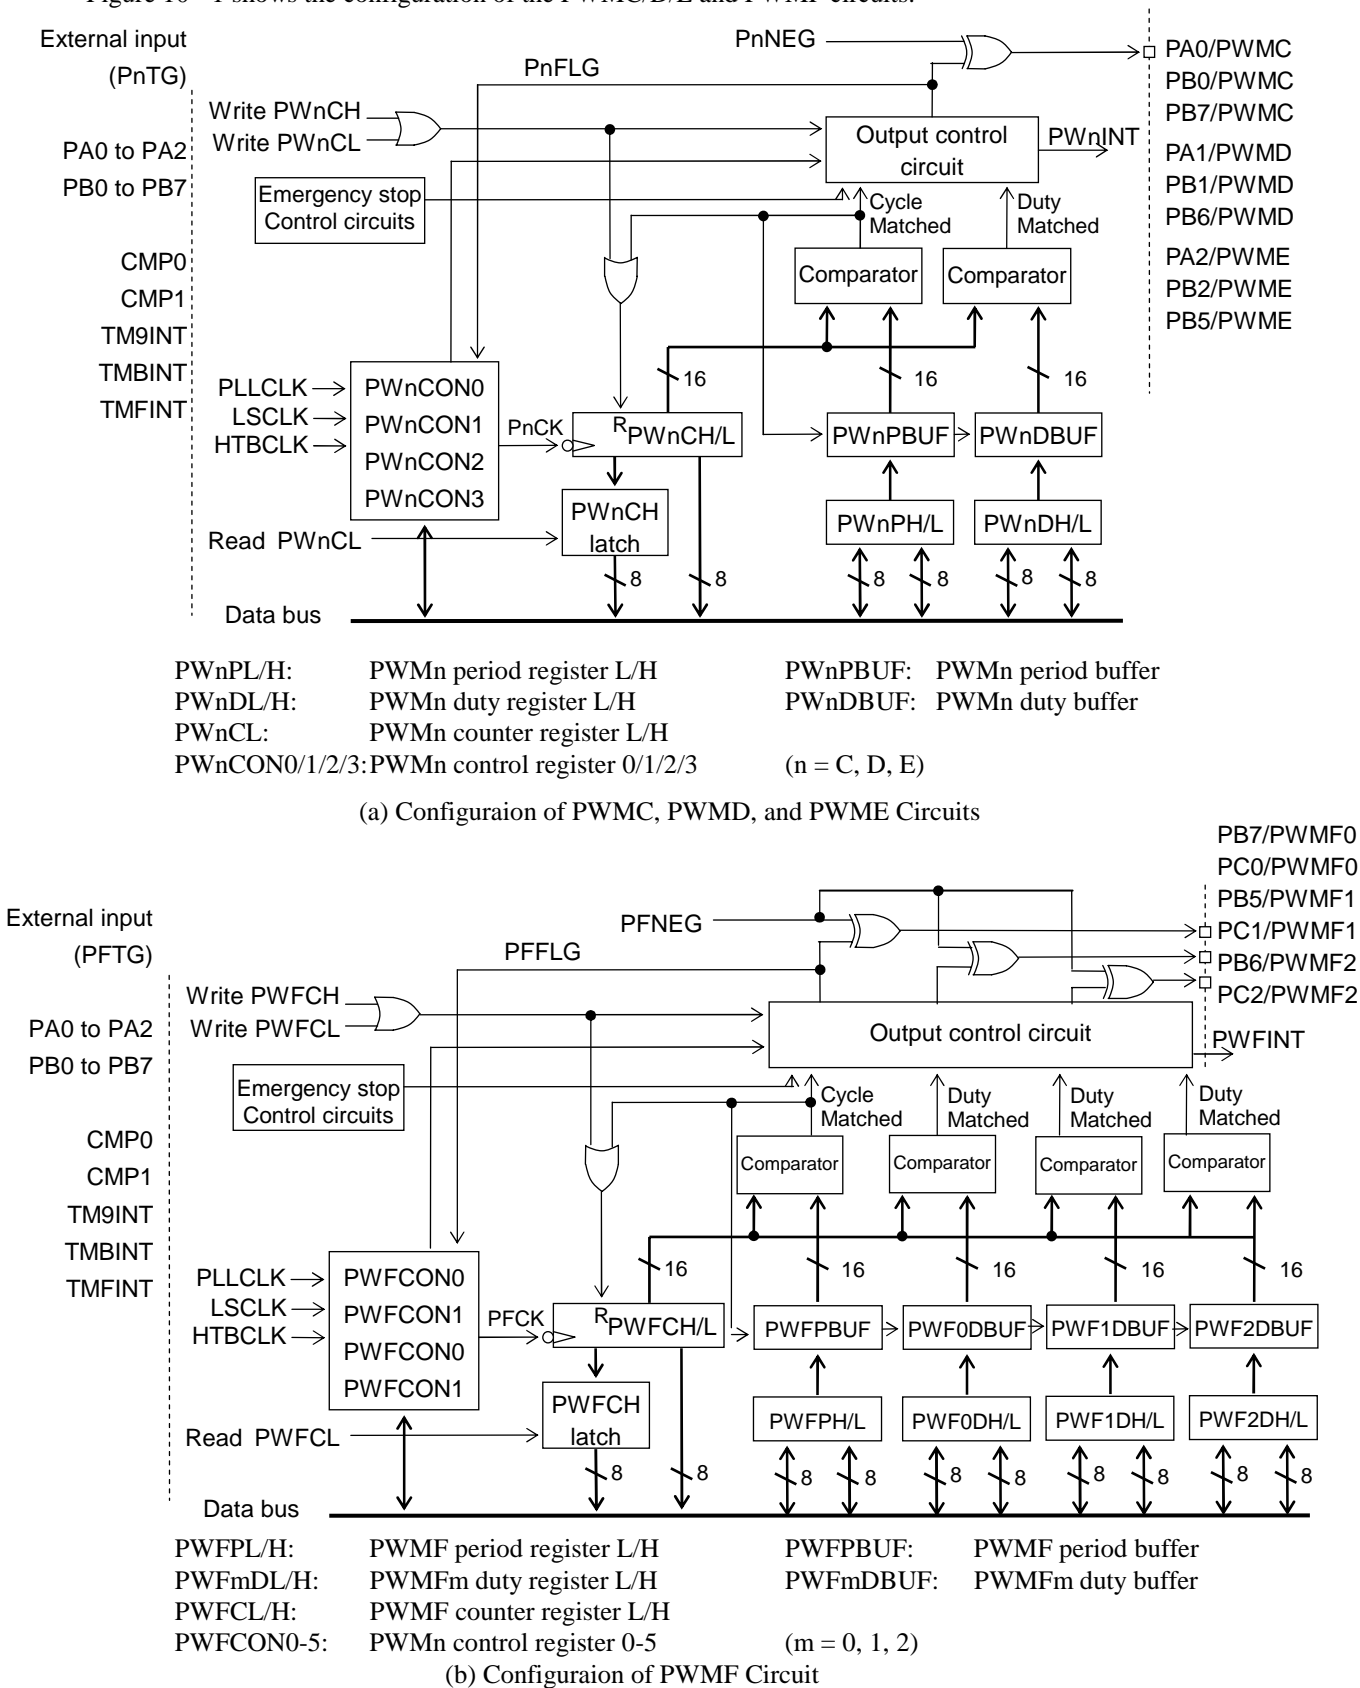 Figure 10 - 1 shows the configuration of the PWMC/D/E and PWMF circuits.
External input
(PnTG)
PA0 to PA2
PB0 to PB7
CMP0
CMP1
TM9INT
TMBINT
TMFINT
PnNEG
PnFLG
Write PWnCH
Write PWnCL
Output control
circuit
PWnINT
Emergency stop
Control circuits
Cycle
Matched
Duty
Matched
Comparator
Comparator
PA0/PWMC
PB0/PWMC
PB7/PWMC
PA1/PWMD
PB1/PWMD
PB6/PWMD
PA2/PWME
PB2/PWME
PB5/PWME
16
16
16
PLLCLK
LSCLK
HTBCLK
PWnCON0
PWnCON1
PWnCON2
PWnCON3
PnCK
R
PWnCH/L
PWnPBUF
PWnDBUF
PWnCH
latch
PWnPH/L
PWnDH/L
Read PWnCL
8
8
8
8
8
8
Data bus
PWnPL/H: PWMn period register L/H PWnPBUF: PWMn period buffer
PWnDL/H: PWMn duty register L/H PWnDBUF: PWMn duty buffer
PWnCL: PWMn counter register L/H
PWnCON0/1/2/3: PWMn control register 0/1/2/3 (n = C, D, E)
(a) Configuraion of PWMC, PWMD, and PWME Circuits
External input
(PFTG)
PA0 to PA2
PB0 to PB7
CMP0
CMP1
TM9INT
TMBINT
TMFINT
PFNEG
PFFLG
Write PWFCH
Write PWFCL
Output control circuit
PWFINT
PB7/PWMF0
PC0/PWMF0
PB5/PWMF1
PC1/PWMF1
PB6/PWMF2
PC2/PWMF2
Emergency stop
Control circuits
Cycle
Matched
Duty
Matched
Duty
Matched
Duty
Matched
Comparator
Comparator
Comparator
Comparator
16
16
16
16
16
PLLCLK
LSCLK
HTBCLK
PWFCON0
PWFCON1
PWFCON0
PWFCON1
PFCK
R
PWFCH/L
PWFPBUF
PWF0DBUF
PWF1DBUF
PWF2DBUF
PWFCH
latch
PWFPH/L
PWF0DH/L
PWF1DH/L
PWF2DH/L
Read PWFCL
8
8
8
8
8
8
8
8
8
8
Data bus
PWFPL/H: PWMF period register L/H PWFPBUF: PWMF period buffer
PWFmDL/H: PWMFm duty register L/H PWFmDBUF: PWMFm duty buffer
PWFCL/H: PWMF counter register L/H
PWFCON0-5: PWMn control register 0-5 (m = 0, 1, 2)
(b) Configuraion of PWMF Circuit